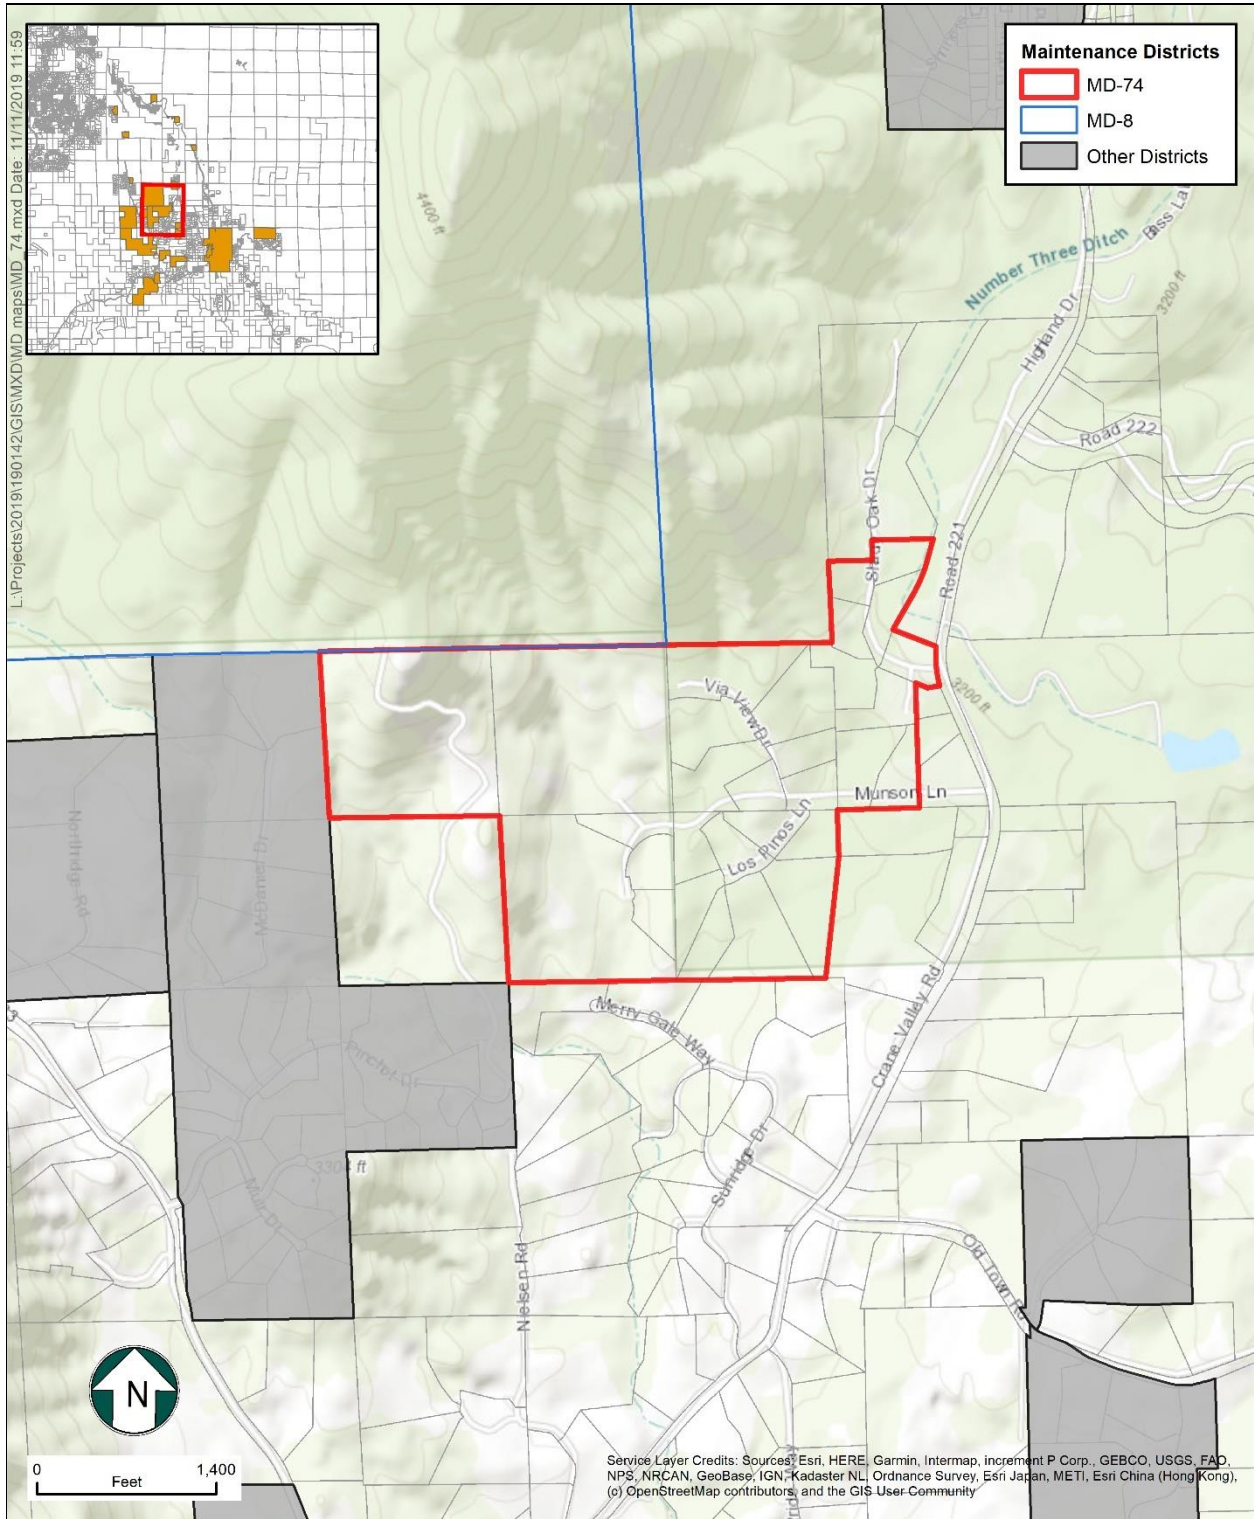 L:\Projects\2019\190142\GIS\MXD\MD maps\MD_74.mxd Date: 11/11/2019 11:59
Maintenance Districts
MD-74
MD-8
Other Districts
4400 ft
Number Three Ditch
3200 ft
Highland Dr
Road 222
Oak Dr
Road 221
3200 ft
Via View Dr
Munson Ln
Los Pinos Ln
Northridge Rd
McDaniel Dr
Merry Gale Way
Crane Valley Rd
Pinchot Dr
Sunridge Dr
3304 ft
Muir Dr
Nielsen Rd
Old Town Rd
N
0 1,400
Feet
Service Layer Credits: Sources: Esri, HERE, Garmin, Intermap, increment P Corp., GEBCO, USGS, FAO,
NPS, NRCAN, GeoBase, IGN, Kadaster NL, Ordnance Survey, Esri Japan, METI, Esri China (Hong Kong),
(c) OpenStreetMap contributors, and the GIS User Community